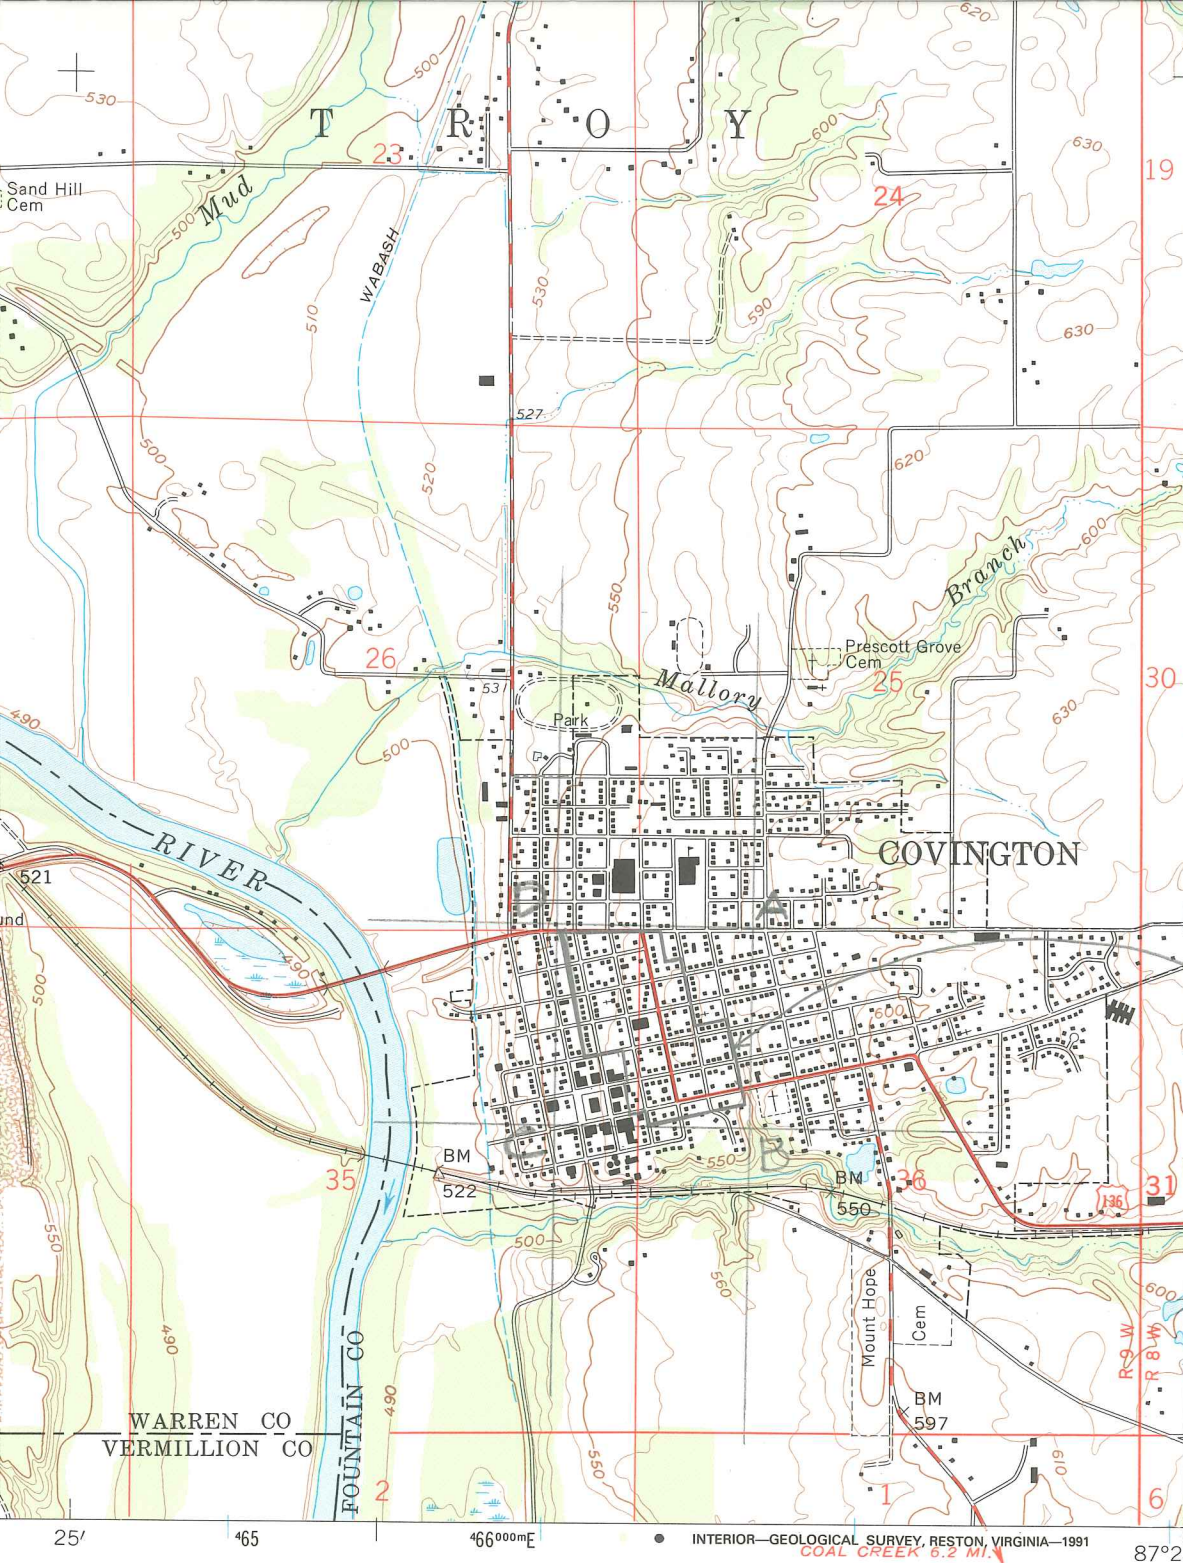 620
500
530
T R O Y
600
630
23
19
Sand Hill
Cem
Mud
24
500
WABASH
530
510
590
630
527
500
620
520
600
Branch
550
26
Prescott Grove
Cem
25
30
531
Mallory
630
490
Park
500
RIVER
COVINGTON
521
und
D
A
L
490
500
600
C
B
BM
522
550
BM
550
35
36
31
136
550
500
560
600
Mount Hope
Cem
R 9 W
R 8 W
490
FOUNTAIN CO
490
BM
597
WARREN CO
VERMILLION CO
550
610
2
1
6
25′
⁴65
⁴66⁰⁰⁰ᵐE
INTERIOR—GEOLOGICAL SURVEY, RESTON, VIRGINIA—1991
COAL CREEK 6.2 MI.
87°2